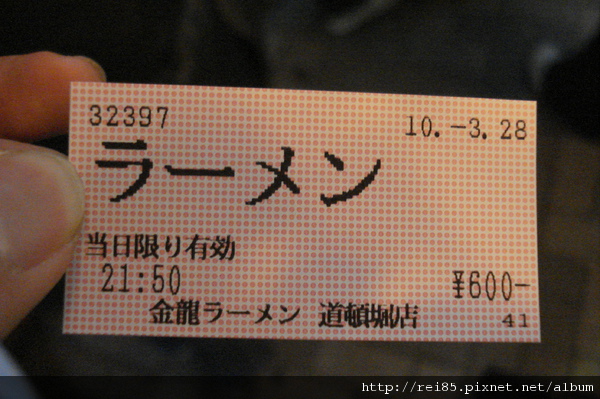 32397
10.-3.28
ラーメン
当日限り有効
21:50
¥600-
金龍ラーメン 道頓堀店
41
http://rei85.pixnet.net/album